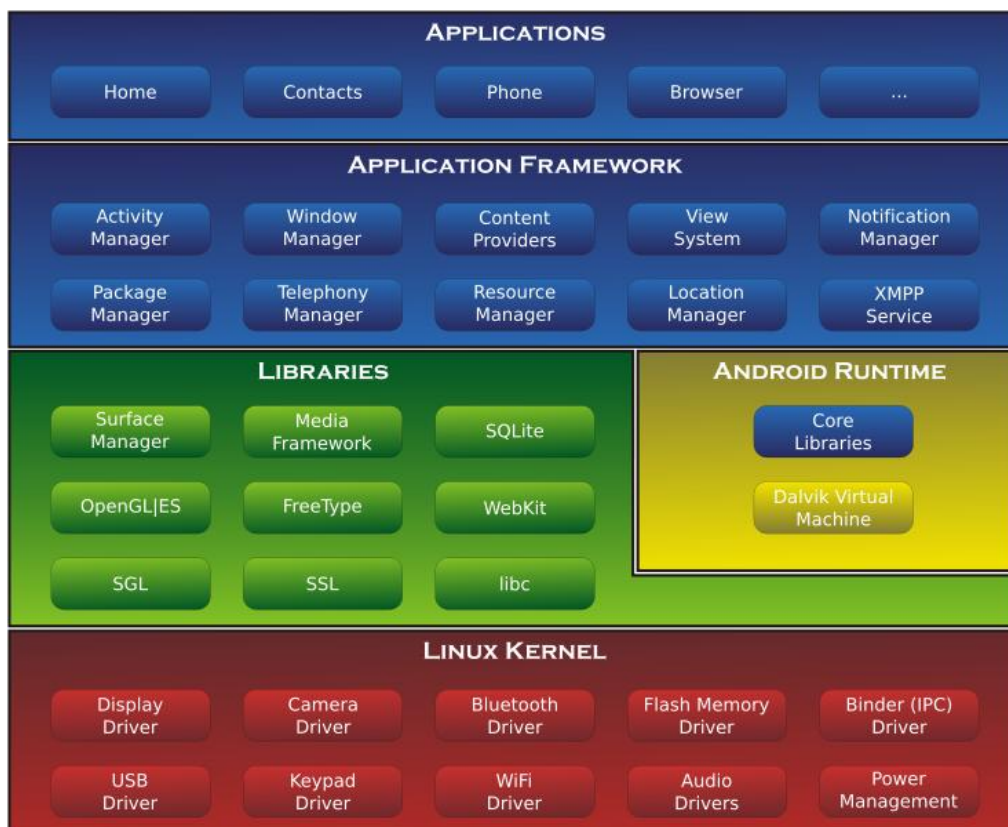 APPLICATIONS
Home
Contacts
Phone
Browser
...
APPLICATION FRAMEWORK
Activity
Manager
Window
Manager
Content
Providers
View
System
Notification
Manager
Package
Manager
Telephony
Manager
Resource
Manager
Location
Manager
XMPP
Service
LIBRARIES
Surface
Manager
Media
Framework
SQLite
OpenGL|ES
FreeType
WebKit
SGL
SSL
libc
ANDROID RUNTIME
Core
Libraries
Dalvik Virtual
Machine
LINUX KERNEL
Display
Driver
Camera
Driver
Bluetooth
Driver
Flash Memory
Driver
Binder (IPC)
Driver
USB
Driver
Keypad
Driver
WiFi
Driver
Audio
Drivers
Power
Management